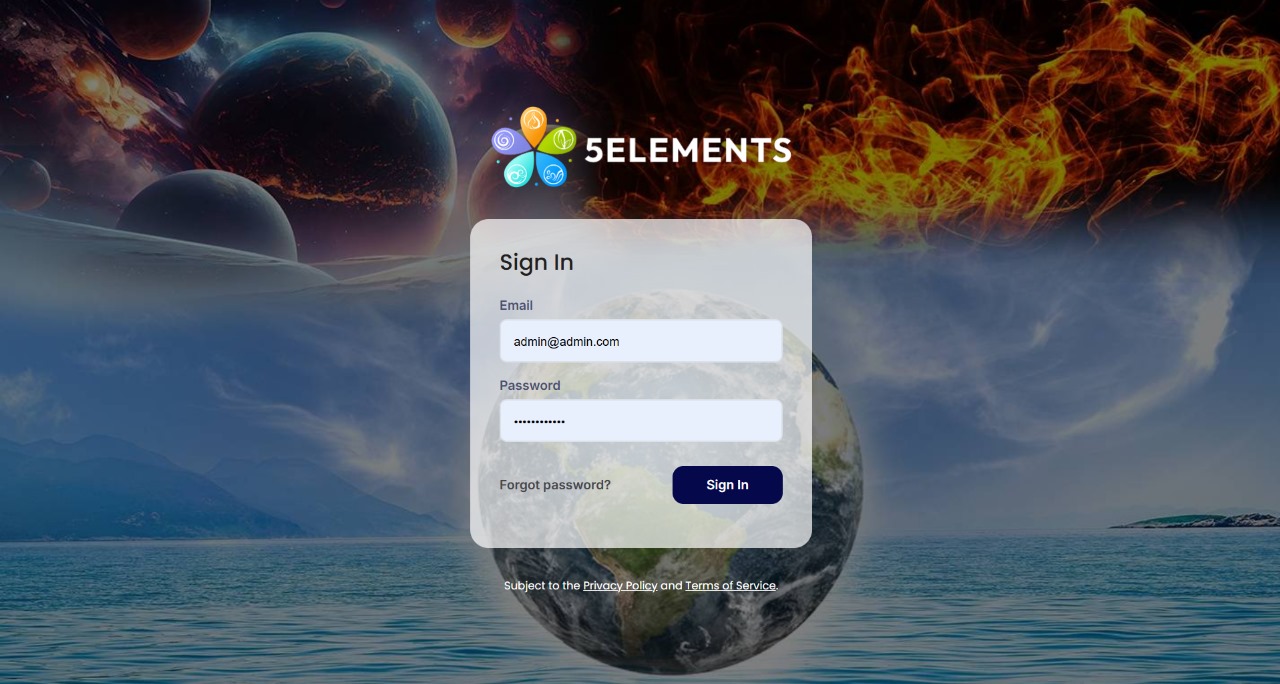 5ELEMENTS
Sign In
Email
admin@admin.com
Password
••••••••••••
Forgot password?
Sign In
Subject to the Privacy Policy and Terms of Service.